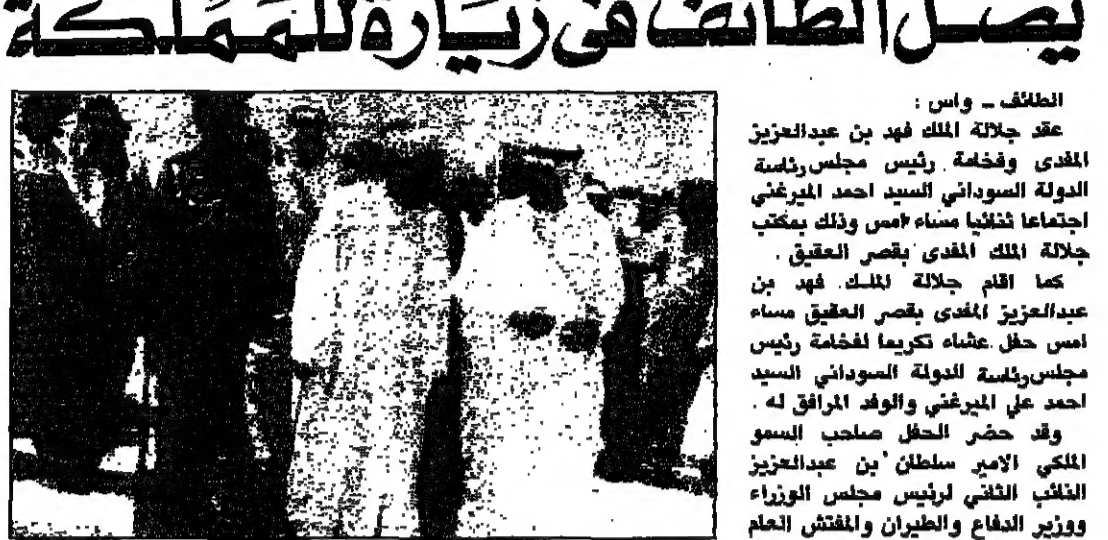 يصل الطائف في زيارة للمملكة
الطائف ـ واس :
عقد جلالة الملك فهد بن عبدالعزيز
المفدى وفخامة رئيس مجلس رئاسة
الدولة السوداني السيد احمد الميرغني
اجتماعا ثنائيا مساء امس وذلك بمكتب
جلالة الملك المفدى بقصر العقيق .
كما اقام جلالة الملك فهد بن
عبدالعزيز المفدى بقصر العقيق مساء
امس حفل عشاء تكريما لفخامة رئيس
مجلس رئاسة الدولة السوداني السيد
احمد علي الميرغني والوفد المرافق له .
وقد حضر الحفل صاحب السمو
الملكي الامير سلطان بن عبدالعزيز
النائب الثاني لرئيس مجلس الوزراء
ووزير الدفاع والطيران والمفتش العام